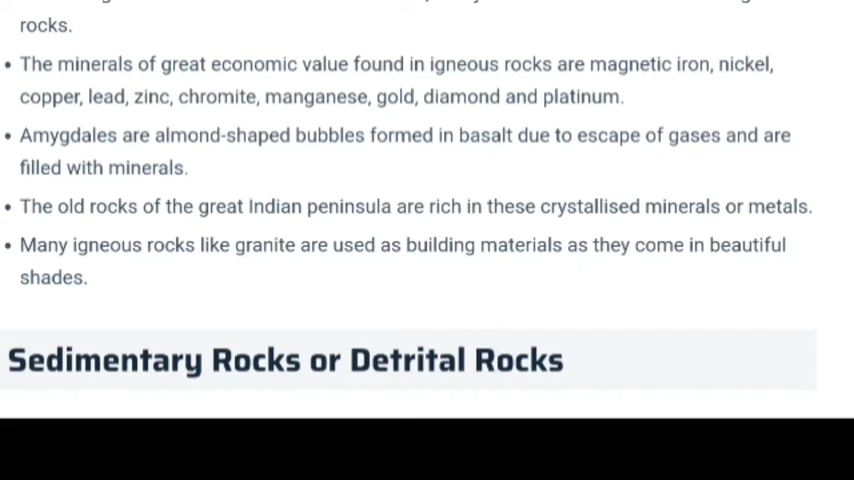 rocks.
• The minerals of great economic value found in igneous rocks are magnetic iron, nickel,
copper, lead, zinc, chromite, manganese, gold, diamond and platinum.
• Amygdales are almond-shaped bubbles formed in basalt due to escape of gases and are
filled with minerals.
• The old rocks of the great Indian peninsula are rich in these crystallised minerals or metals.
• Many igneous rocks like granite are used as building materials as they come in beautiful
shades.
Sedimentary Rocks or Detrital Rocks